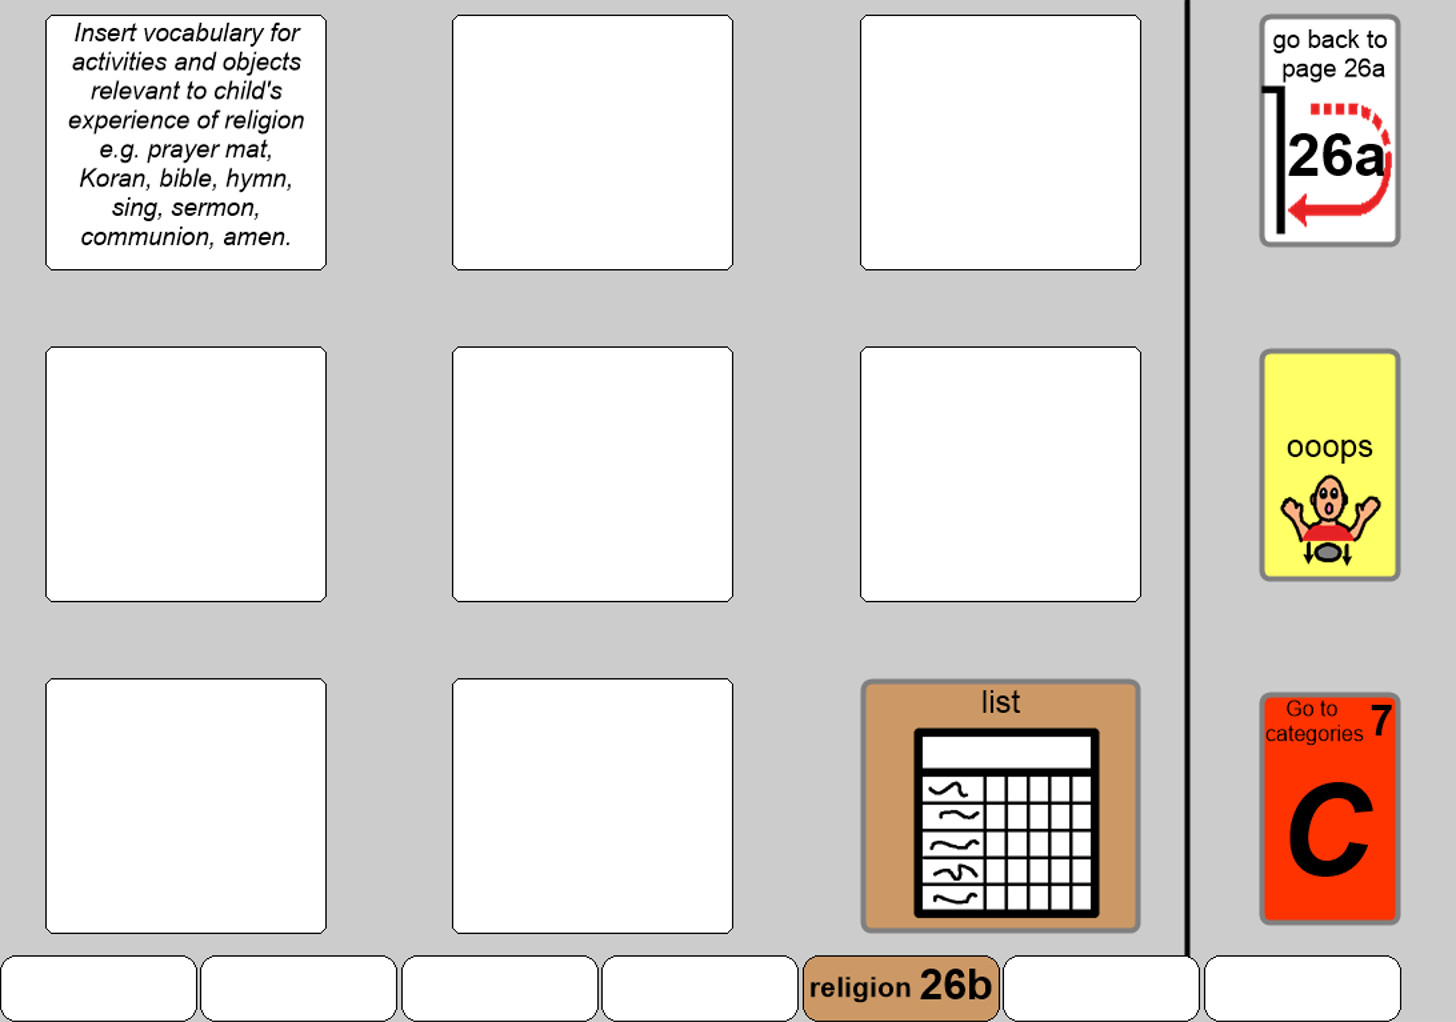 Insert vocabulary for
activities and objects
relevant to child's
experience of religion
e.g. prayer mat,
Koran, bible, hymn,
sing, sermon,
communion, amen.
go back to
page 26a
26a
ooops
list
Go to
categories 7
C
religion 26b